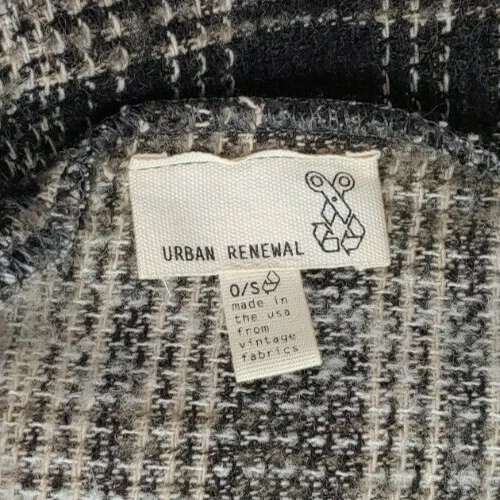 URBAN RENEWAL
O/S
made in
the usa
from
vintage
fabrics